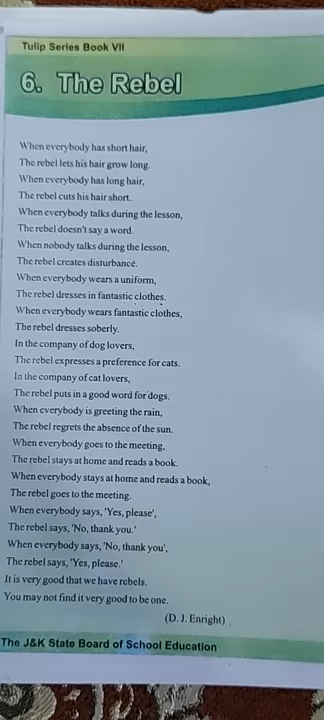 Tulip Series Book VII
6. The Rebel
When everybody has short hair,
The rebel lets his hair grow long.
When everybody has long hair,
The rebel cuts his hair short.
When everybody talks during the lesson,
The rebel doesn't say a word.
When nobody talks during the lesson,
The rebel creates disturbance.
When everybody wears a uniform,
The rebel dresses in fantastic clothes.
When everybody wears fantastic clothes,
The rebel dresses soberly.
In the company of dog lovers,
The rebel expresses a preference for cats.
In the company of cat lovers,
The rebel puts in a good word for dogs.
When everybody is greeting the rain,
The rebel regrets the absence of the sun.
When everybody goes to the meeting,
The rebel stays at home and reads a book.
When everybody stays at home and reads a book,
The rebel goes to the meeting.
When everybody says, 'Yes, please',
The rebel says, 'No, thank you.'
When everybody says, 'No, thank you',
The rebel says, 'Yes, please.'
It is very good that we have rebels.
You may not find it very good to be one.
(D. J. Enright)
The J&K State Board of School Education